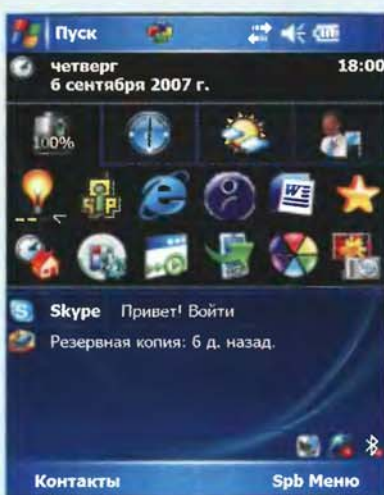 Пуск
четверг 18:00
6 сентября 2007 г.
100%
Skype Привет! Войти
Резервная копия: 6 д. назад.
Контакты Spb Меню